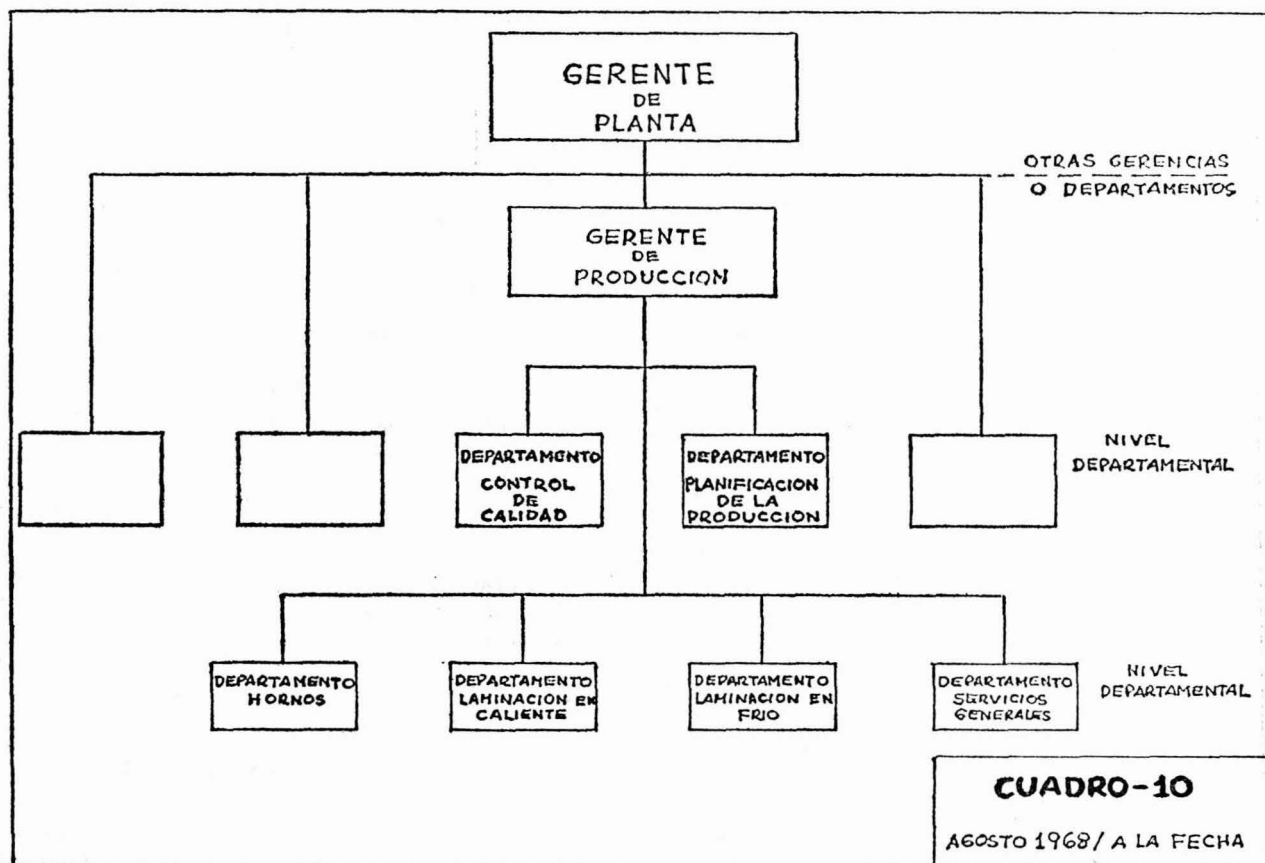 GERENTE
DE
PLANTA
OTRAS GERENCIAS
O DEPARTAMENTOS
GERENTE
DE
PRODUCCION
DEPARTAMENTO
CONTROL
DE
CALIDAD
DEPARTAMENTO
PLANIFICACION
DE LA
PRODUCCION
NIVEL
DEPARTAMENTAL
DEPARTAMENTO
HORNOS
DEPARTAMENTO
LAMINACION EN
CALIENTE
DEPARTAMENTO
LAMINACION EN
FRIO
DEPARTAMENTO
SERVICIOS
GENERALES
NIVEL
DEPARTAMENTAL
CUADRO-10
AGOSTO 1968/ A LA FECHA